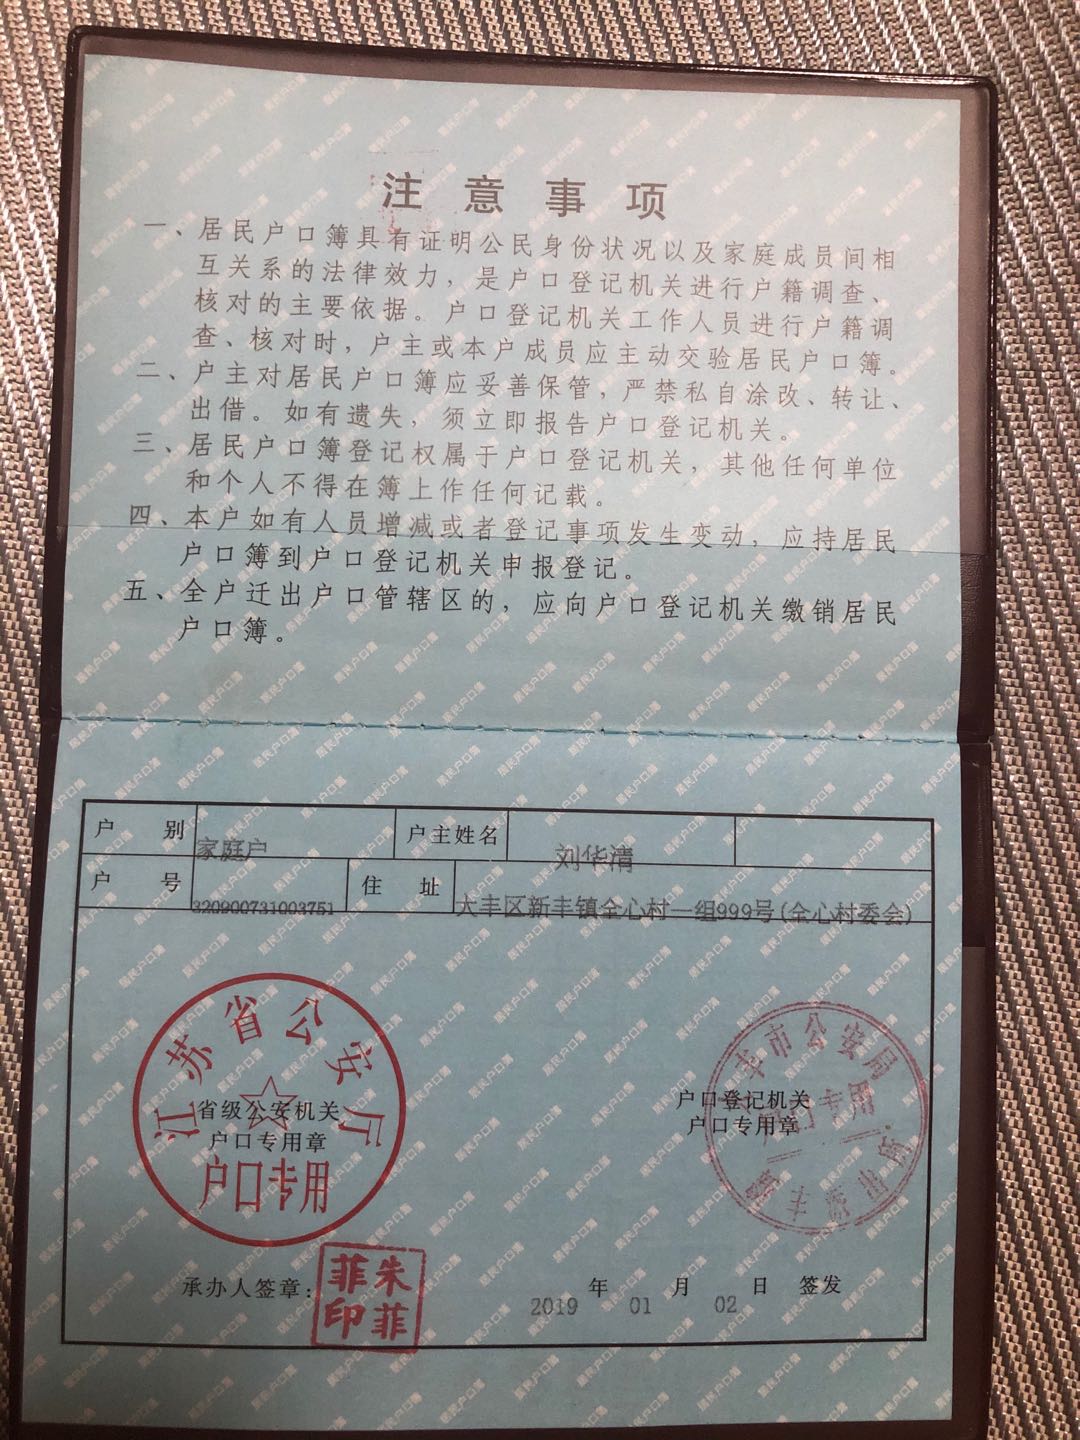 注意事项
一、居民户口簿具有证明公民身份状况以及家庭成员间相
互关系的法律效力，是户口登记机关进行户籍调查、
核对的主要依据。户口登记机关工作人员进行户籍调
查、核对时，户主或本户成员应主动交验居民户口簿。
二、户主对居民户口簿应妥善保管，严禁私自涂改、转让、
出借。如有遗失，须立即报告户口登记机关。
三、居民户口簿登记权属于户口登记机关，其他任何单位
和个人不得在簿上作任何记载。
四、本户如有人员增减或者登记事项发生变动，应持居民
户口簿到户口登记机关申报登记。
五、全户迁出户口管辖区的，应向户口登记机关缴销居民
户口簿。
户别 家庭户 户主姓名 刘华清
户号 320900731003751 住址 大丰区新丰镇全心村一组999号(全心村委会)
江苏省公安厅
省级公安机关
户口专用章
户口专用
丰市公安局
户口登记机关
户口专用章
户口专用
承办人签章：
朱菲菲印
2019年01月02日签发